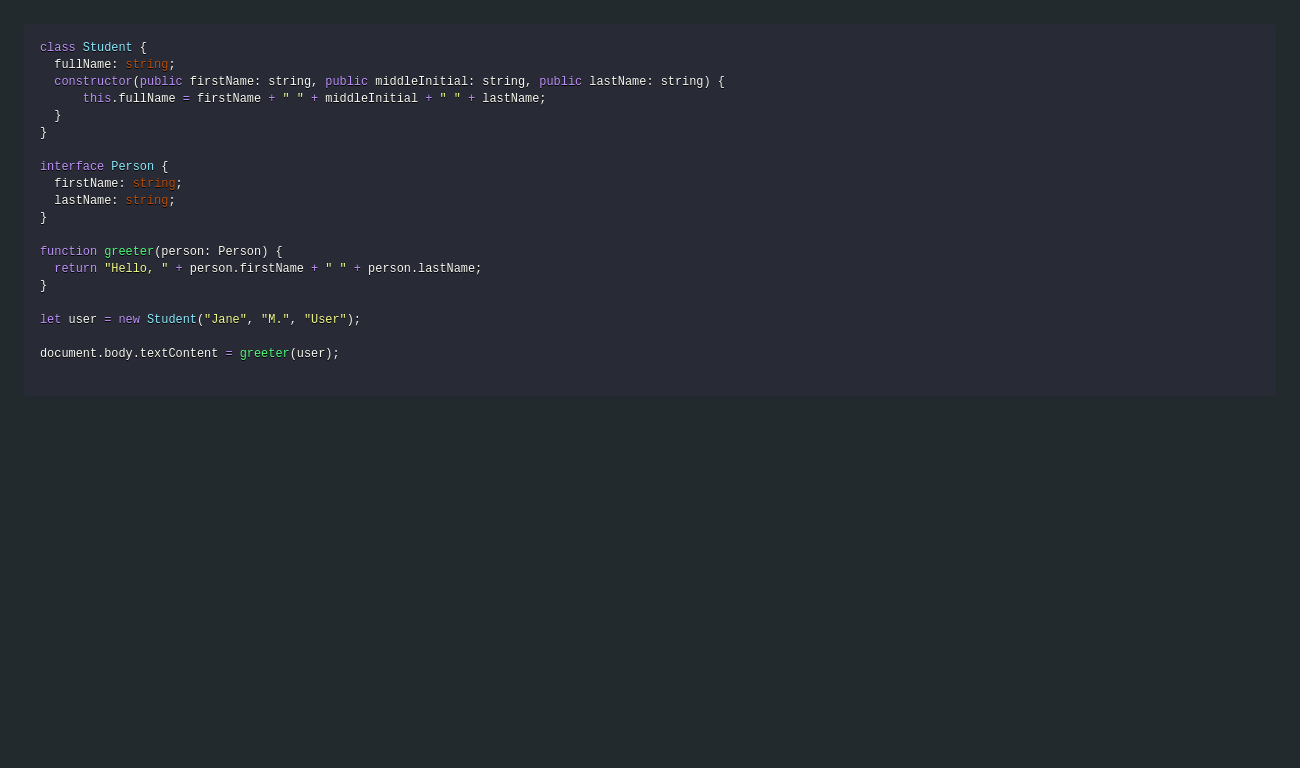 class Student {
  fullName: string;
  constructor(public firstName: string, public middleInitial: string, public lastName: string) {
      this.fullName = firstName + " " + middleInitial + " " + lastName;
  }
}

interface Person {
  firstName: string;
  lastName: string;
}

function greeter(person: Person) {
  return "Hello, " + person.firstName + " " + person.lastName;
}

let user = new Student("Jane", "M.", "User");

document.body.textContent = greeter(user);